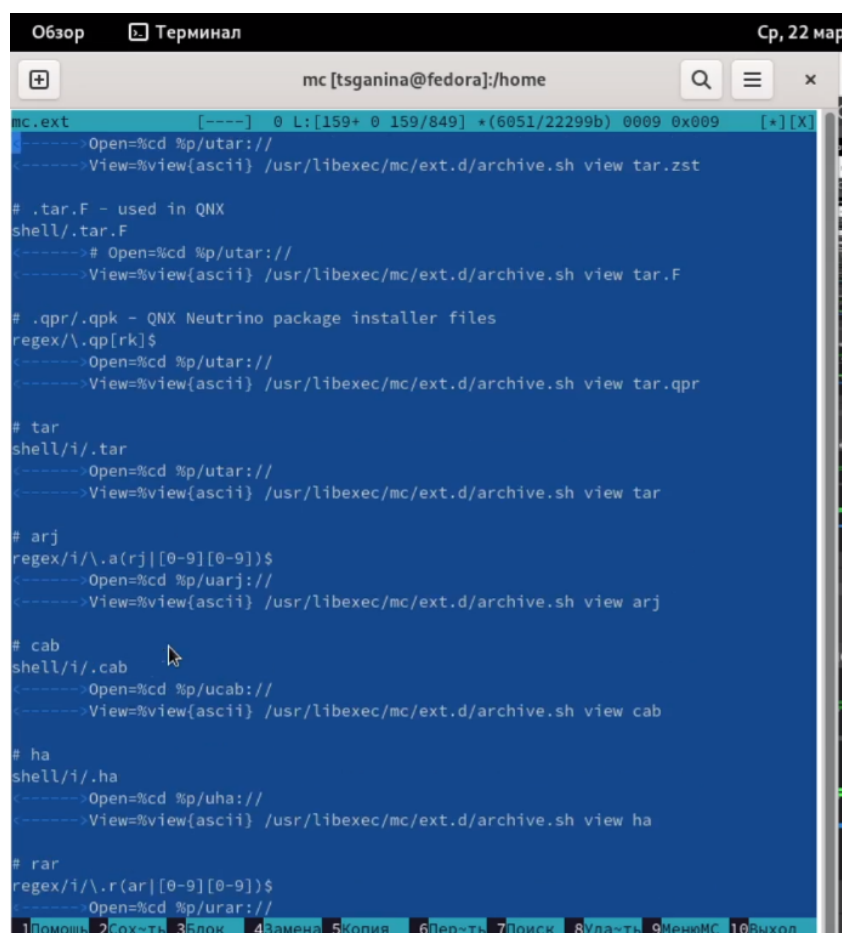 Обзор Терминал Ср, 22 мар
mc [tsganina@fedora]:/home
mc.ext [----] 0 L:[159+ 0 159/849] *(6051/22299b) 0009 0x009 [*][X]
<------>Open=%cd %p/utar://
<------>View=%view{ascii} /usr/libexec/mc/ext.d/archive.sh view tar.zst
# .tar.F - used in QNX
shell/.tar.F
<------># Open=%cd %p/utar://
<------>View=%view{ascii} /usr/libexec/mc/ext.d/archive.sh view tar.F
# .qpr/.qpk - QNX Neutrino package installer files
regex/\.qp[rk]$
<------>Open=%cd %p/utar://
<------>View=%view{ascii} /usr/libexec/mc/ext.d/archive.sh view tar.qpr
# tar
shell/i/.tar
<------>Open=%cd %p/utar://
<------>View=%view{ascii} /usr/libexec/mc/ext.d/archive.sh view tar
# arj
regex/i/\.a(rj|[0-9][0-9])$
<------>Open=%cd %p/uarj://
<------>View=%view{ascii} /usr/libexec/mc/ext.d/archive.sh view arj
# cab
shell/i/.cab
<------>Open=%cd %p/ucab://
<------>View=%view{ascii} /usr/libexec/mc/ext.d/archive.sh view cab
# ha
shell/i/.ha
<------>Open=%cd %p/uha://
<------>View=%view{ascii} /usr/libexec/mc/ext.d/archive.sh view ha
# rar
regex/i/\.r(ar|[0-9][0-9])$
<------>Open=%cd %p/urar://
1Помощь 2Сох~ть 3Блок 4Замена 5Копия 6Пер~ть 7Поиск 8Уда~ть 9МенюMC 10Выход